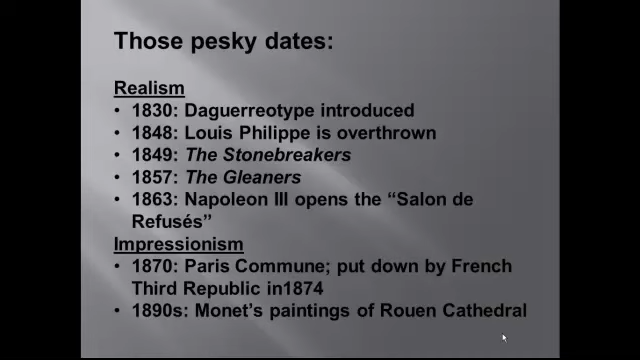 Those pesky dates:
Realism
• 1830: Daguerreotype introduced
• 1848: Louis Philippe is overthrown
• 1849: The Stonebreakers
• 1857: The Gleaners
• 1863: Napoleon III opens the “Salon de
Refusés”
Impressionism
• 1870: Paris Commune; put down by French
Third Republic in1874
• 1890s: Monet’s paintings of Rouen Cathedral